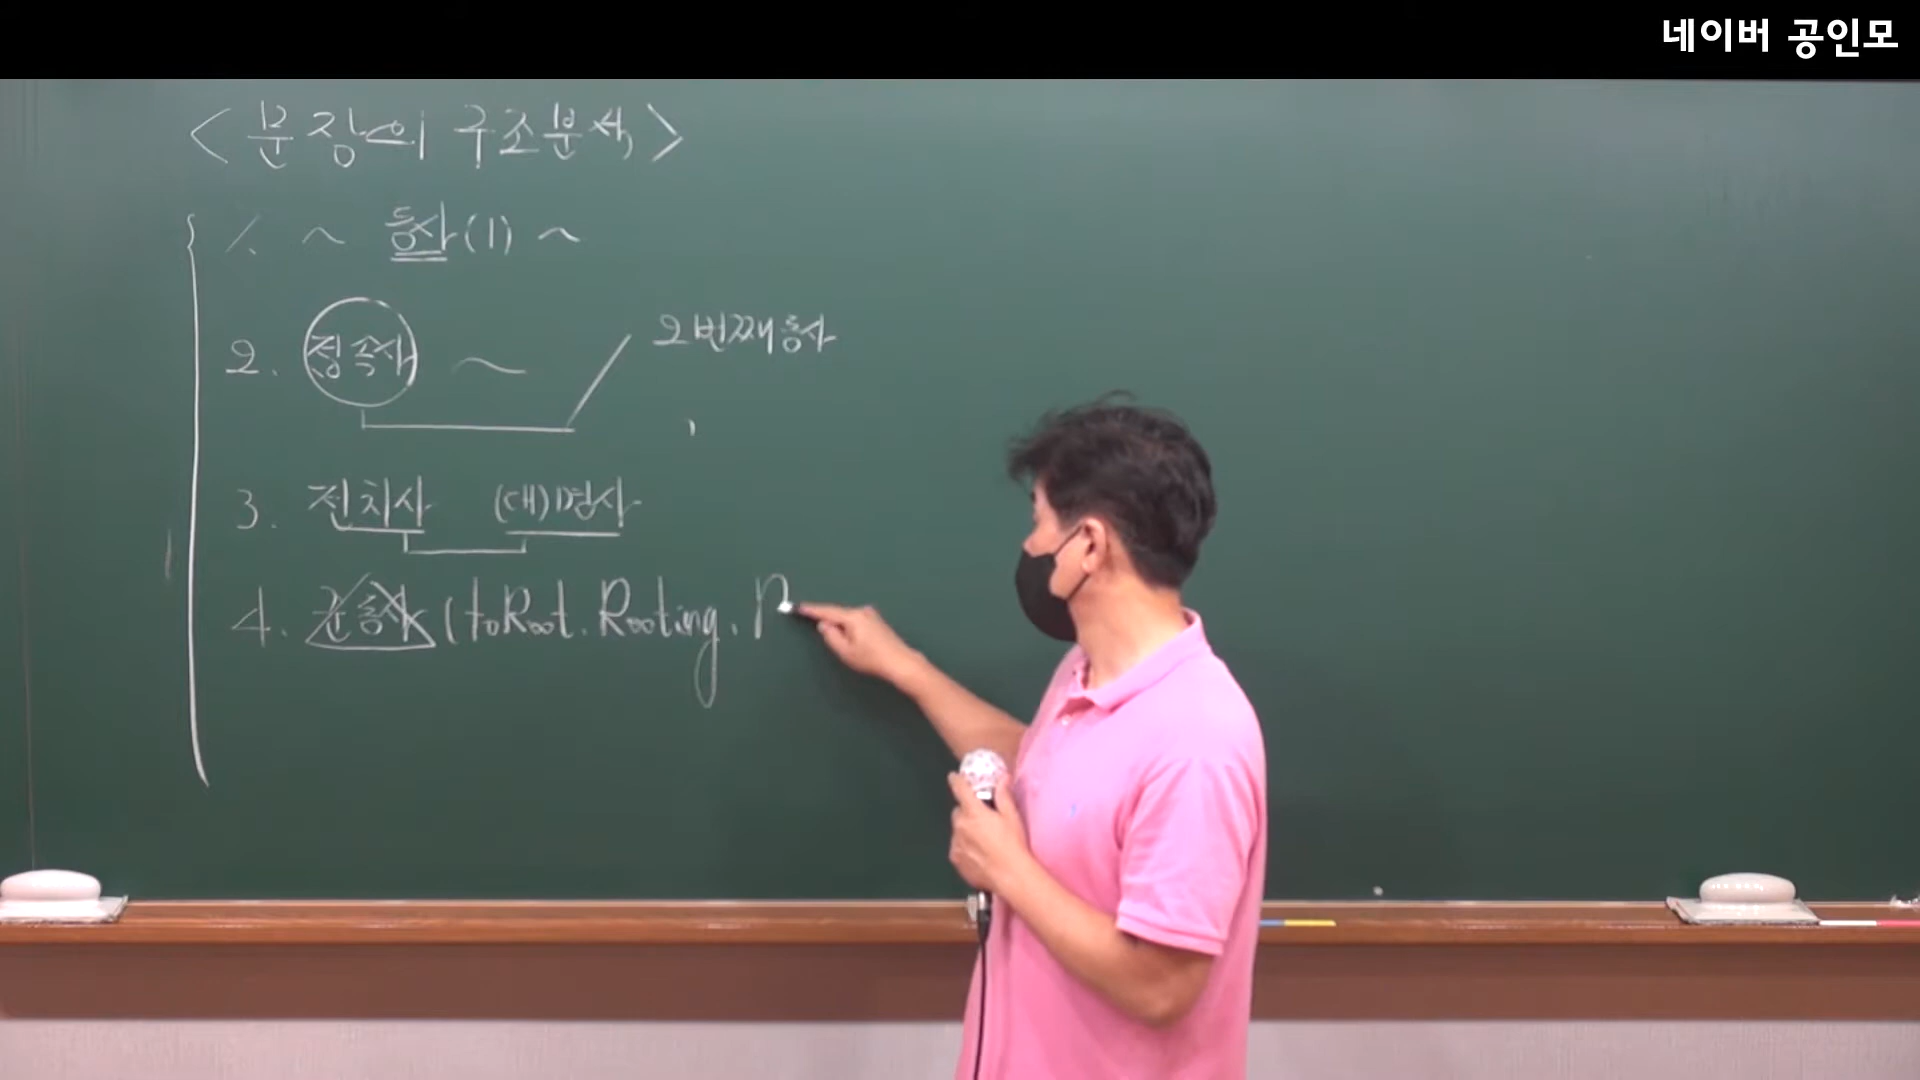 네이버 공인모
<문장의 구조분석>
1. ~ 동사(1) ~
2. 접속사 ~ 2번째 동사
3. 전치사 (대)명사
4. 준동사 (toRoot. Rooting. P